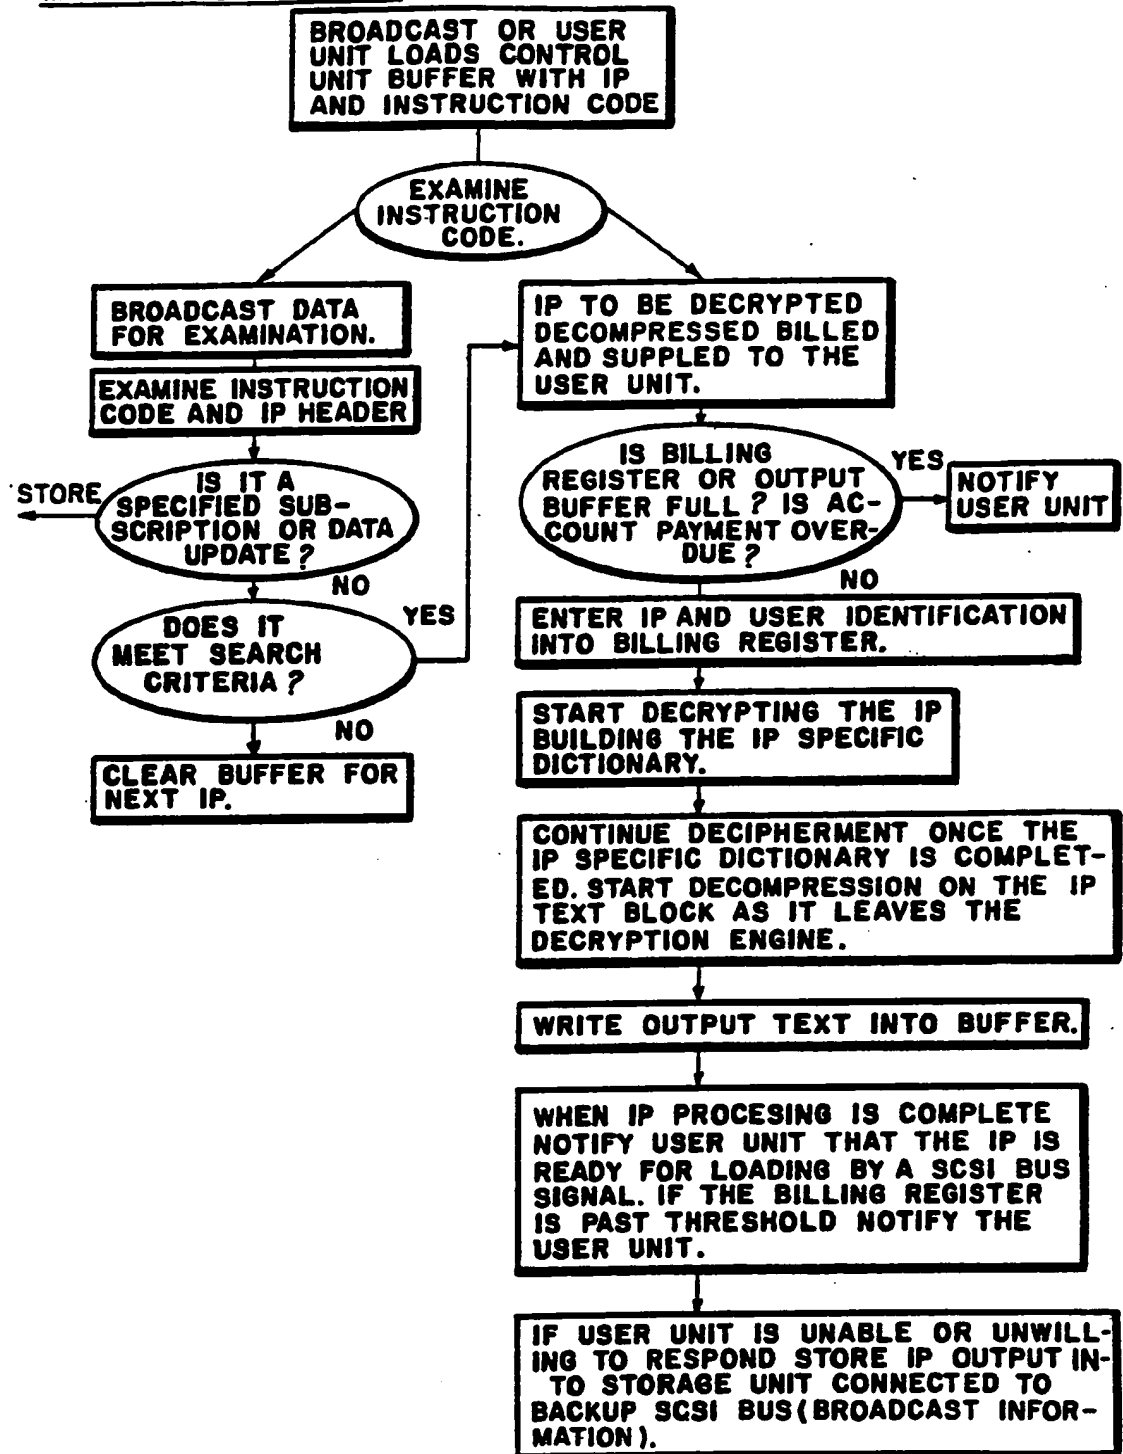 BROADCAST OR USER
UNIT LOADS CONTROL
UNIT BUFFER WITH IP
AND INSTRUCTION CODE
EXAMINE
INSTRUCTION
CODE.
BROADCAST DATA
FOR EXAMINATION.
EXAMINE INSTRUCTION
CODE AND IP HEADER
STORE
IS IT A
SPECIFIED SUB-
SCRIPTION OR DATA
UPDATE?
NO
DOES IT
MEET SEARCH
CRITERIA?
YES
NO
CLEAR BUFFER FOR
NEXT IP.
IP TO BE DECRYPTED
DECOMPRESSED BILLED
AND SUPPLED TO THE
USER UNIT.
IS BILLING
REGISTER OR OUTPUT
BUFFER FULL? IS AC-
COUNT PAYMENT OVER-
DUE?
YES
NOTIFY
USER UNIT
NO
ENTER IP AND USER IDENTIFICATION
INTO BILLING REGISTER.
START DECRYPTING THE IP
BUILDING THE IP SPECIFIC
DICTIONARY.
CONTINUE DECIPHERMENT ONCE THE
IP SPECIFIC DICTIONARY IS COMPLET-
ED. START DECOMPRESSION ON THE IP
TEXT BLOCK AS IT LEAVES THE
DECRYPTION ENGINE.
WRITE OUTPUT TEXT INTO BUFFER.
WHEN IP PROCESING IS COMPLETE
NOTIFY USER UNIT THAT THE IP IS
READY FOR LOADING BY A SCSI BUS
SIGNAL. IF THE BILLING REGISTER
IS PAST THRESHOLD NOTIFY THE
USER UNIT.
IF USER UNIT IS UNABLE OR UNWILL-
ING TO RESPOND STORE IP OUTPUT IN-
TO STORAGE UNIT CONNECTED TO
BACKUP SCSI BUS (BROADCAST INFOR-
MATION).